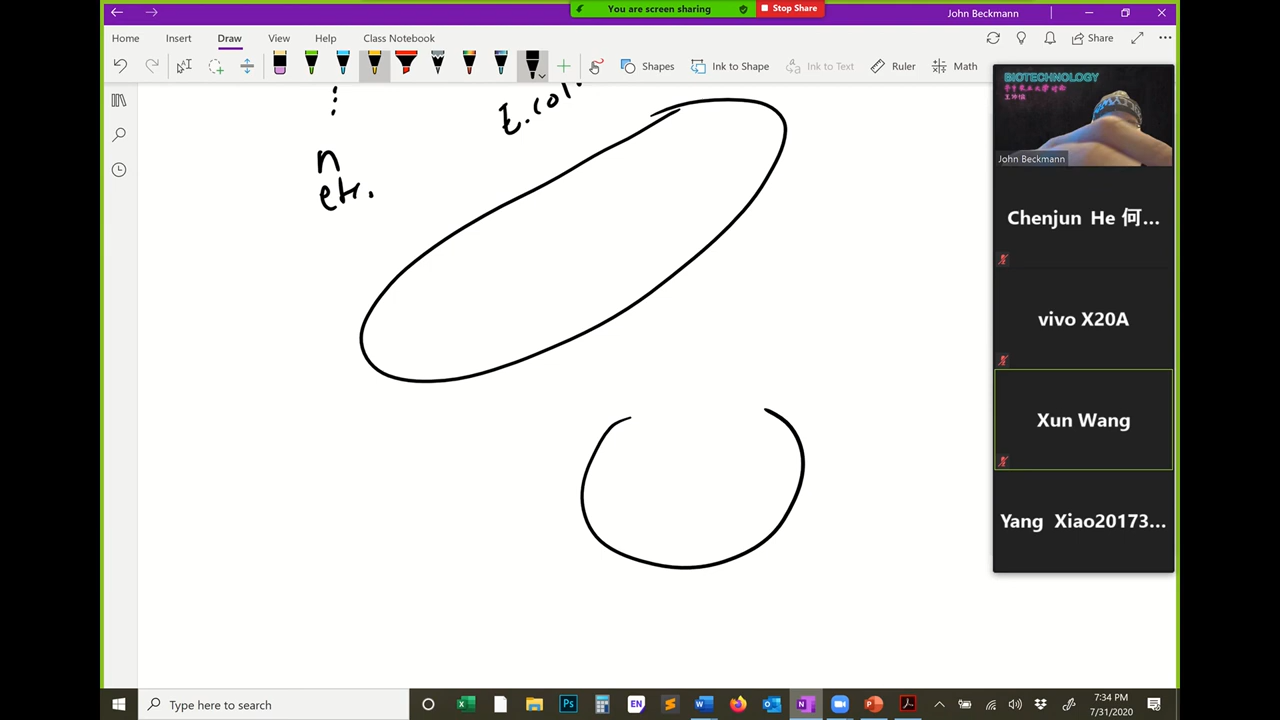 You are screen sharing
Stop Share
John Beckmann
Home Insert Draw View Help Class Notebook
Share
Shapes
Ink to Shape
Ink to Text
Ruler
Math
BIOTECHNOLOGY
John Beckmann
E.coli
n
etc.
Chenjun He 何...
vivo X20A
Xun Wang
Yang Xiao20173...
Type here to search
EN
7:34 PM
7/31/2020